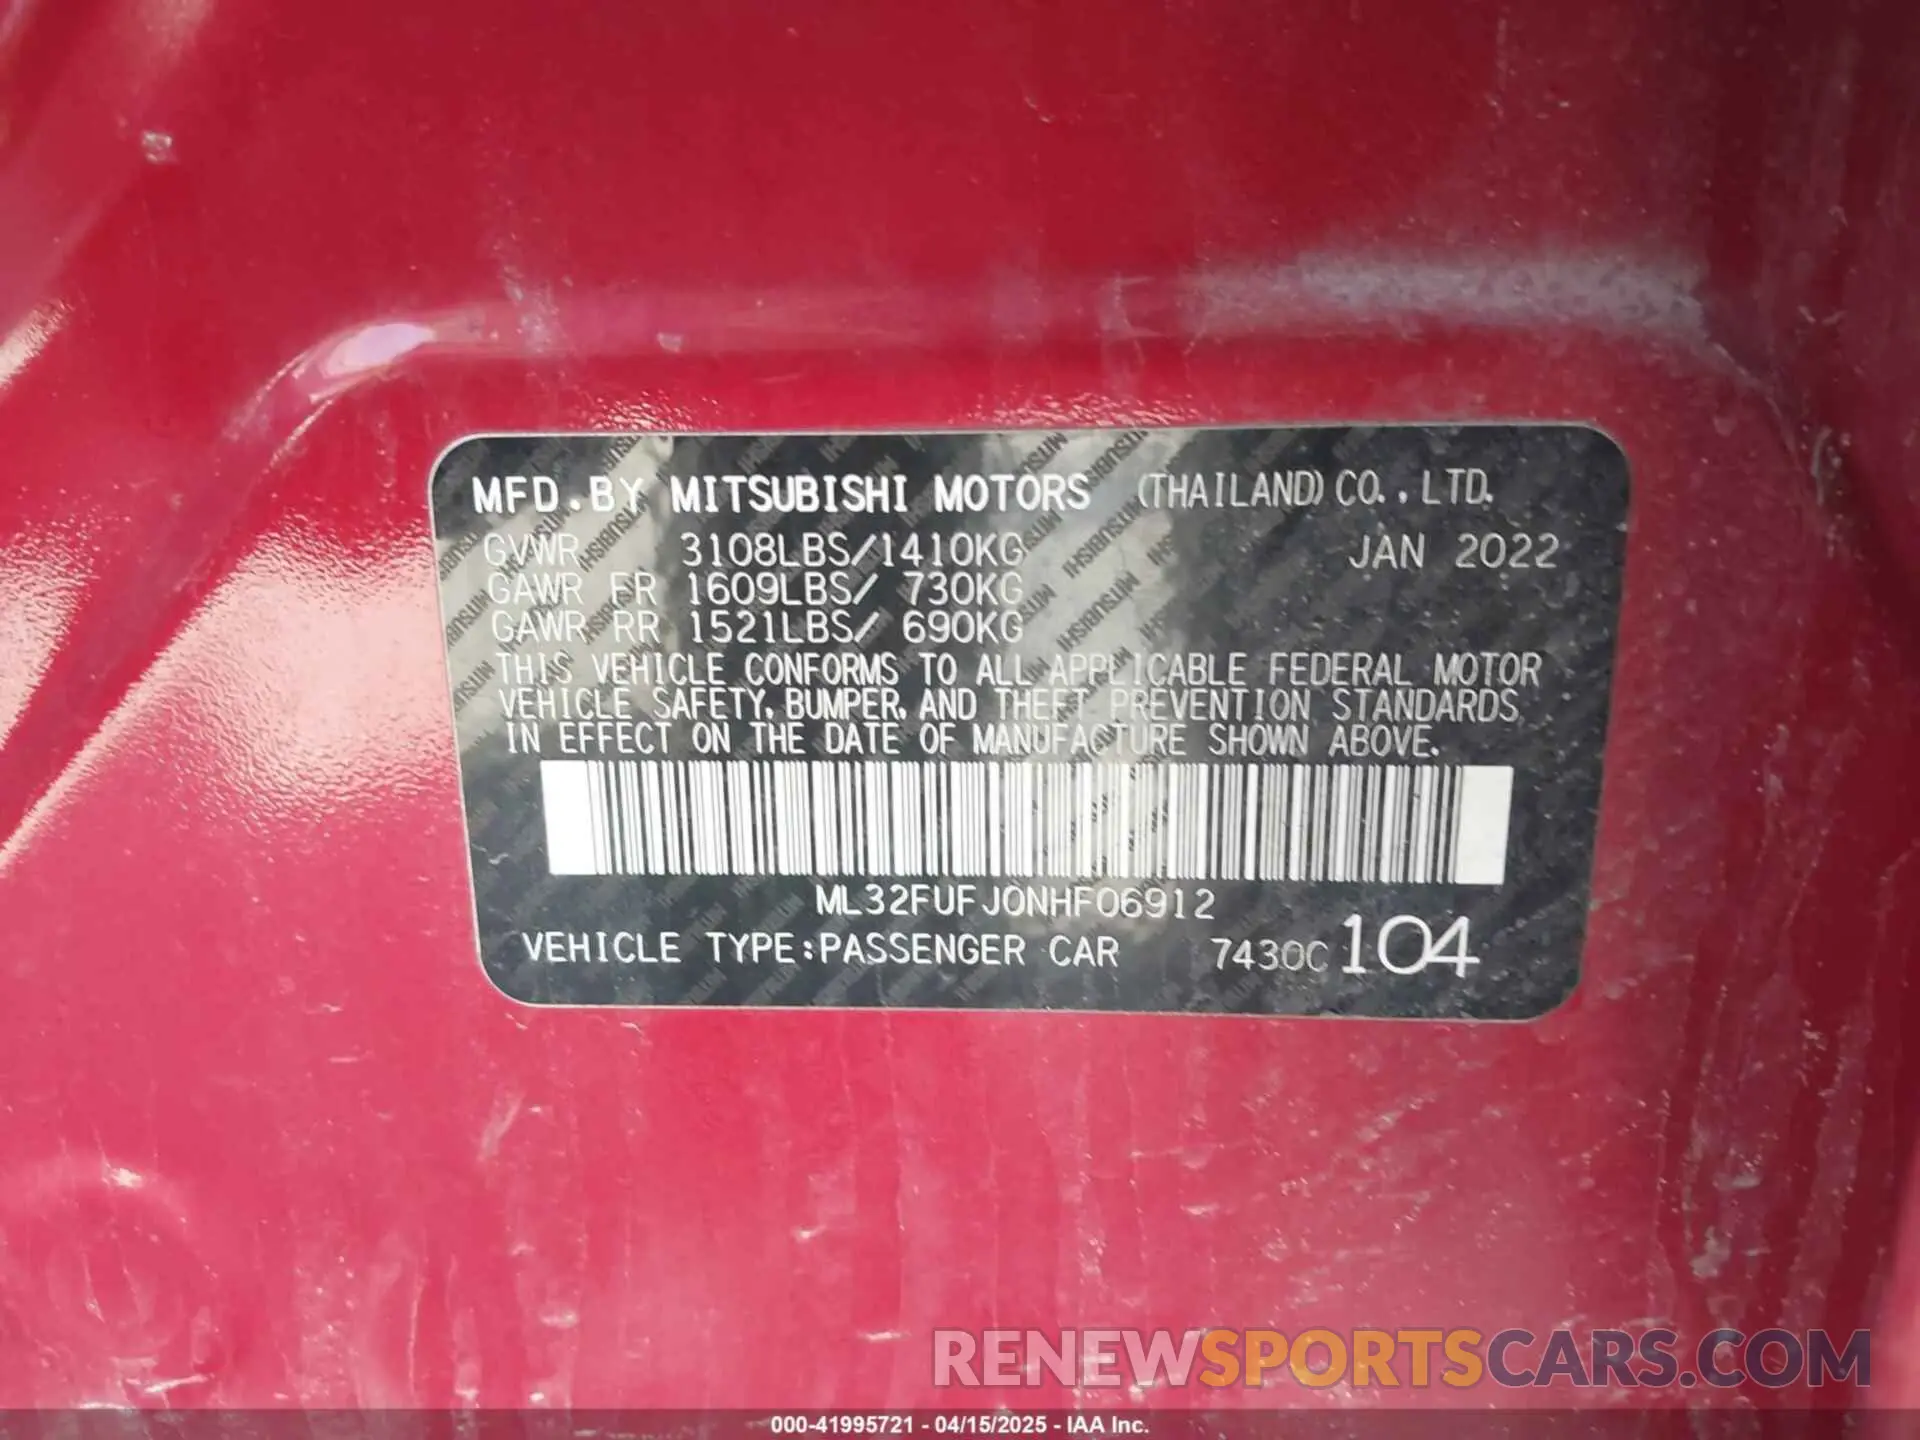 MFD.BY MITSUBISHI MOTORS (THAILAND) CO.,LTD.
GVWR 3108LBS/1410KG JAN 2022
GAWR FR 1609LBS/ 730KG
GAWR RR 1521LBS/ 690KG
THIS VEHICLE CONFORMS TO ALL APPLICABLE FEDERAL MOTOR
VEHICLE SAFETY, BUMPER, AND THEFT PREVENTION STANDARDS
IN EFFECT ON THE DATE OF MANUFACTURE SHOWN ABOVE.
ML32FUFJ0NHF06912
VEHICLE TYPE:PASSENGER CAR 7430C 104
RENEWSPORTSCARS.COM
000-41995721 - 04/15/2025 - IAA Inc.